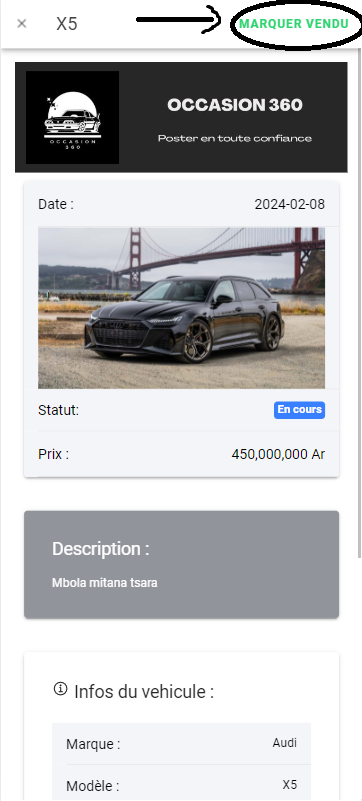 × X5 MARQUER VENDU
OCCASION 360
Poster en toute confiance
OCCASION
360
Date : 2024-02-08
Statut: En cours
Prix : 450,000,000 Ar
Description :
Mbola mitana tsara
Infos du vehicule :
Marque : Audi
Modèle : X5